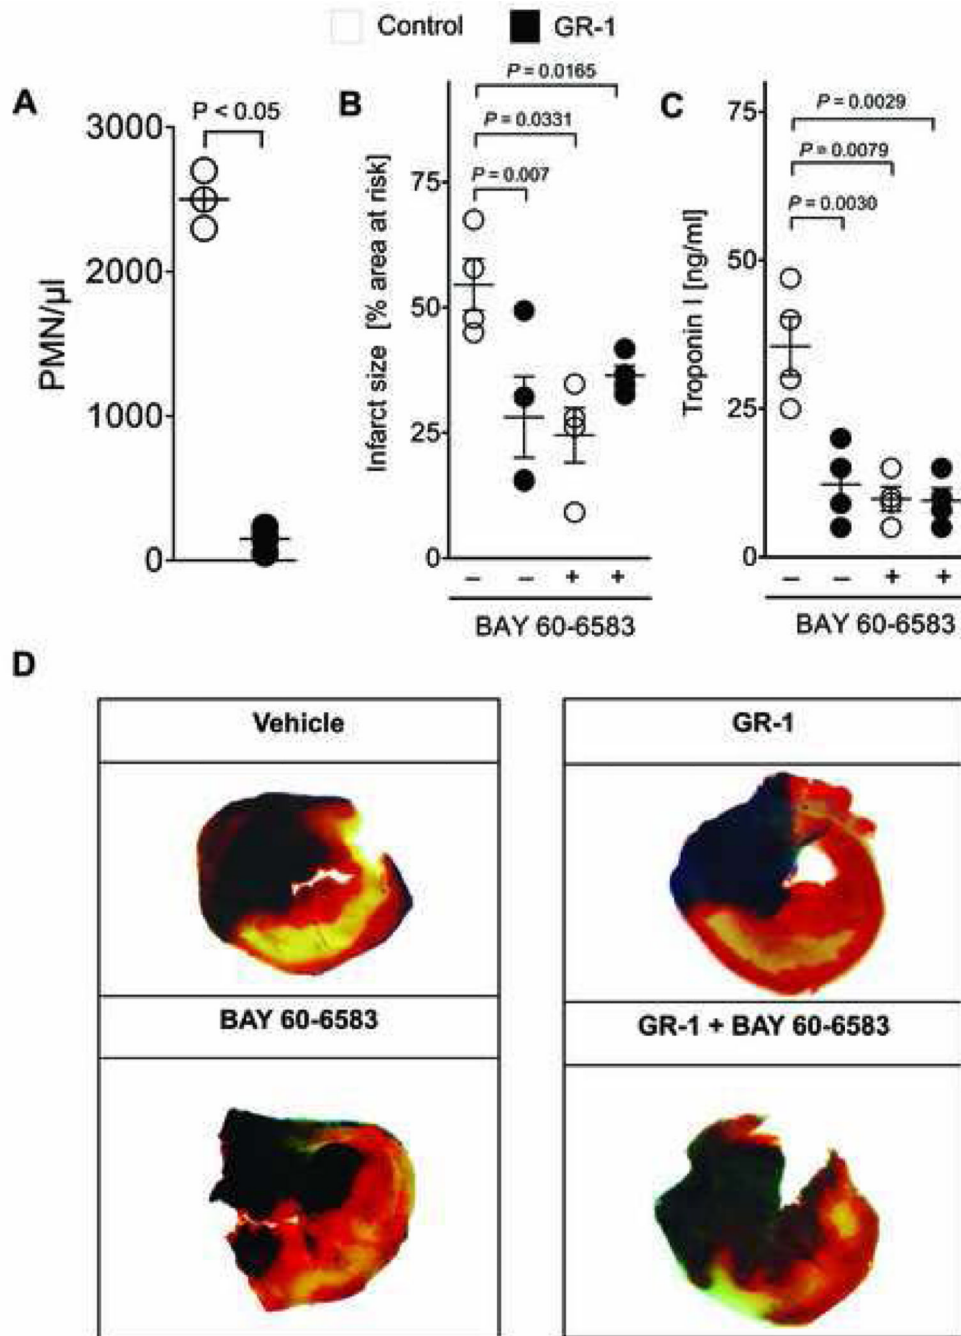 Control GR-1
A
P < 0.05
3000
2000
1000
0
PMN/µl
B
P = 0.0165
P = 0.0331
P = 0.007
75
50
25
0
Infarct size [% area at risk]
– – + +
BAY 60-6583
C
P = 0.0029
P = 0.0079
P = 0.0030
75
50
25
0
Troponin I [ng/ml]
– – + +
BAY 60-6583
D
Vehicle
GR-1
BAY 60-6583
GR-1 + BAY 60-6583